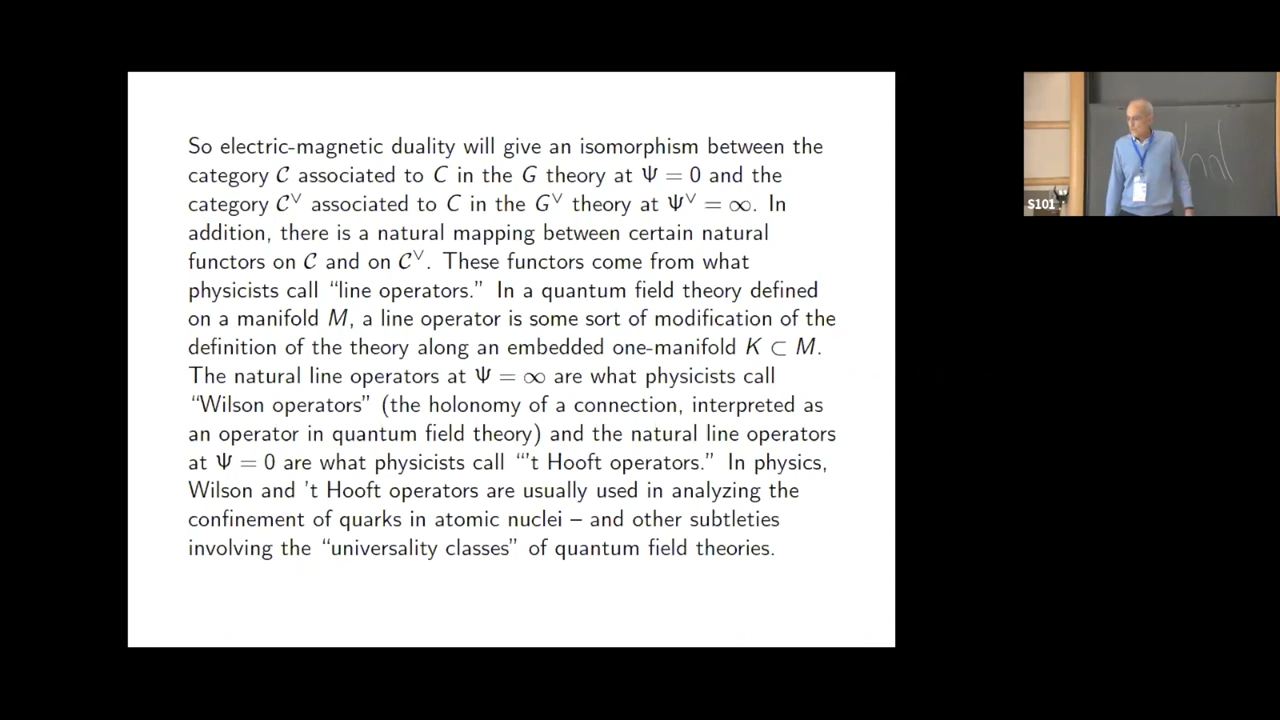 So electric-magnetic duality will give an isomorphism between the
category 𝒞 associated to C in the G theory at Ψ = 0 and the
category 𝒞∨ associated to C in the G∨ theory at Ψ∨ = ∞. In
addition, there is a natural mapping between certain natural
functors on 𝒞 and on 𝒞∨. These functors come from what
physicists call “line operators.” In a quantum field theory defined
on a manifold M, a line operator is some sort of modification of the
definition of the theory along an embedded one-manifold K ⊂ M.
The natural line operators at Ψ = ∞ are what physicists call
“Wilson operators” (the holonomy of a connection, interpreted as
an operator in quantum field theory) and the natural line operators
at Ψ = 0 are what physicists call “’t Hooft operators.” In physics,
Wilson and ’t Hooft operators are usually used in analyzing the
confinement of quarks in atomic nuclei – and other subtleties
involving the “universality classes” of quantum field theories.
S101